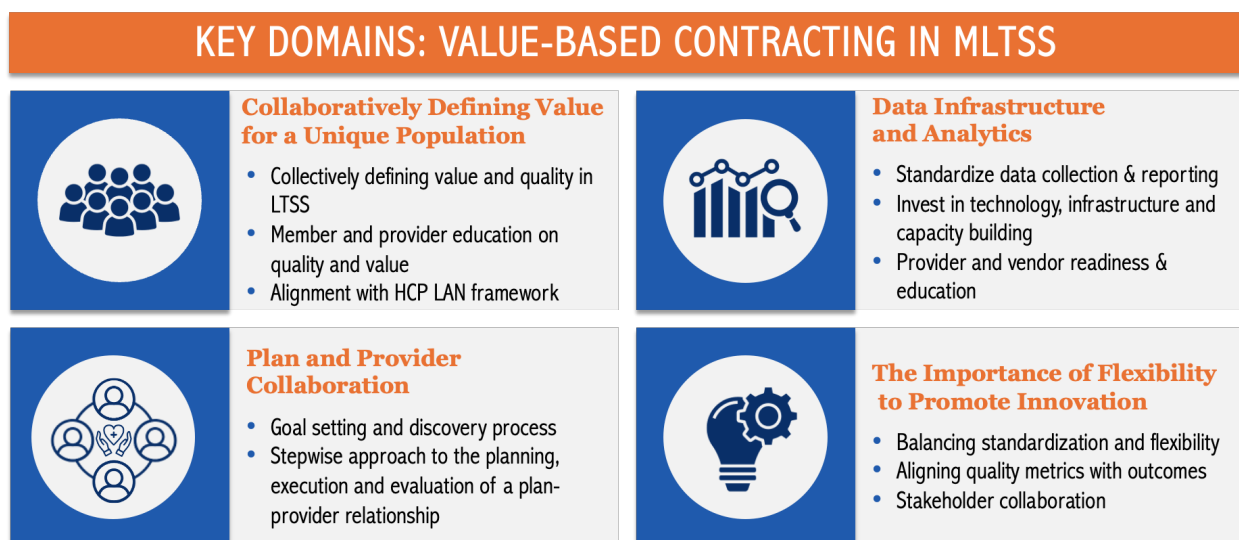 KEY DOMAINS: VALUE-BASED CONTRACTING IN MLTSS
Collaboratively Defining Value
for a Unique Population
• Collectively defining value and quality in
LTSS
• Member and provider education on
quality and value
• Alignment with HCP LAN framework
Data Infrastructure
and Analytics
• Standardize data collection & reporting
• Invest in technology, infrastructure and
capacity building
• Provider and vendor readiness &
education
Plan and Provider
Collaboration
• Goal setting and discovery process
• Stepwise approach to the planning,
execution and evaluation of a plan-
provider relationship
The Importance of Flexibility
to Promote Innovation
• Balancing standardization and flexibility
• Aligning quality metrics with outcomes
• Stakeholder collaboration